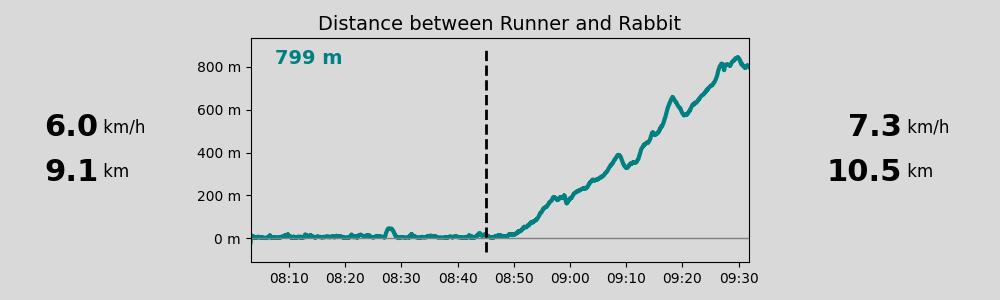 Distance between Runner and Rabbit
799 m
800 m
600 m
400 m
200 m
0 m
08:10 08:20 08:30 08:40 08:50 09:00 09:10 09:20 09:30
6.0 km/h
9.1 km
7.3 km/h
10.5 km